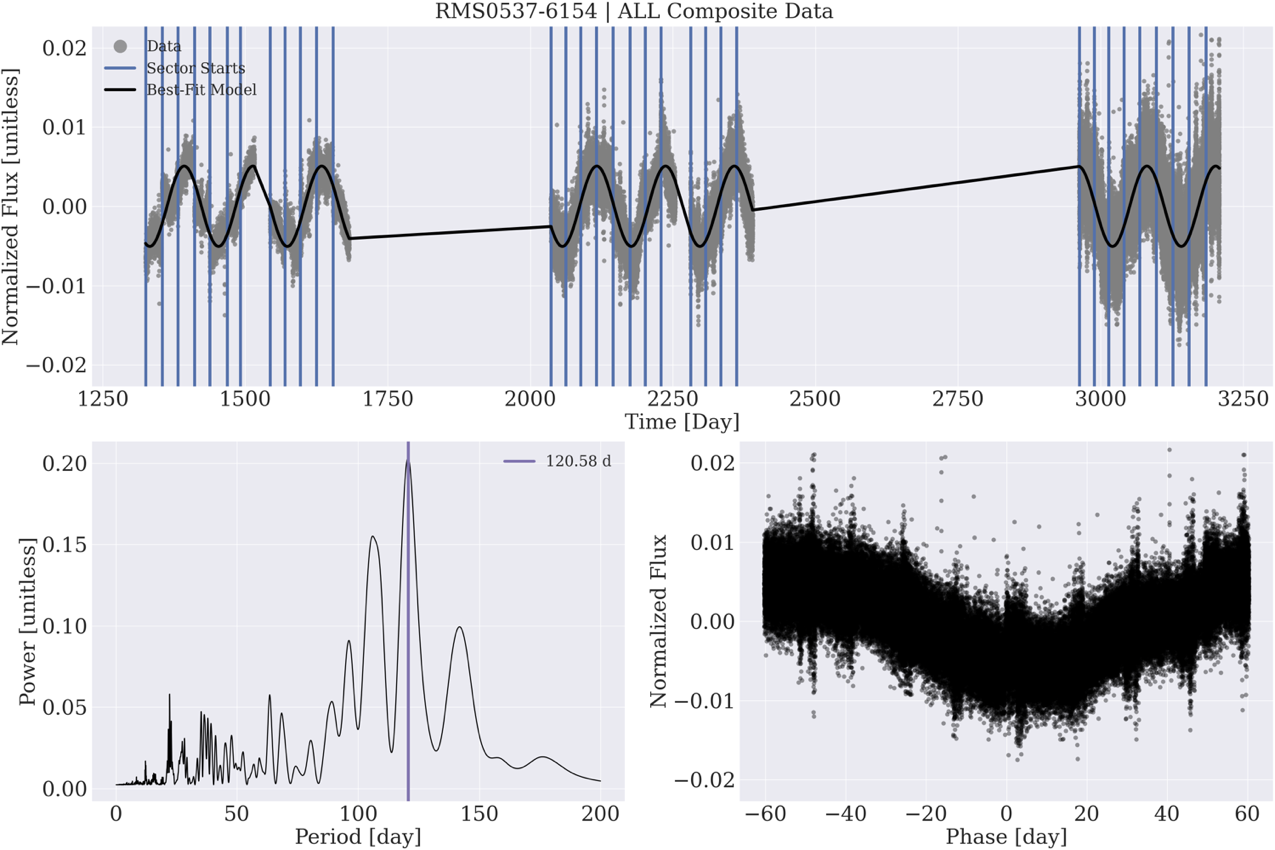 RMS0537-6154 | ALL Composite Data
Normalized Flux [unitless]
0.02
0.01
0.00
−0.01
−0.02
Data
Sector Starts
Best-Fit Model
1250 1500 1750 2000 2250 2500 2750 3000 3250
Time [Day]
Power [unitless]
0.20
0.15
0.10
0.05
0.00
120.58 d
0 50 100 150 200
Period [day]
Normalized Flux
0.02
0.01
0.00
−0.01
−0.02
−60 −40 −20 0 20 40 60
Phase [day]